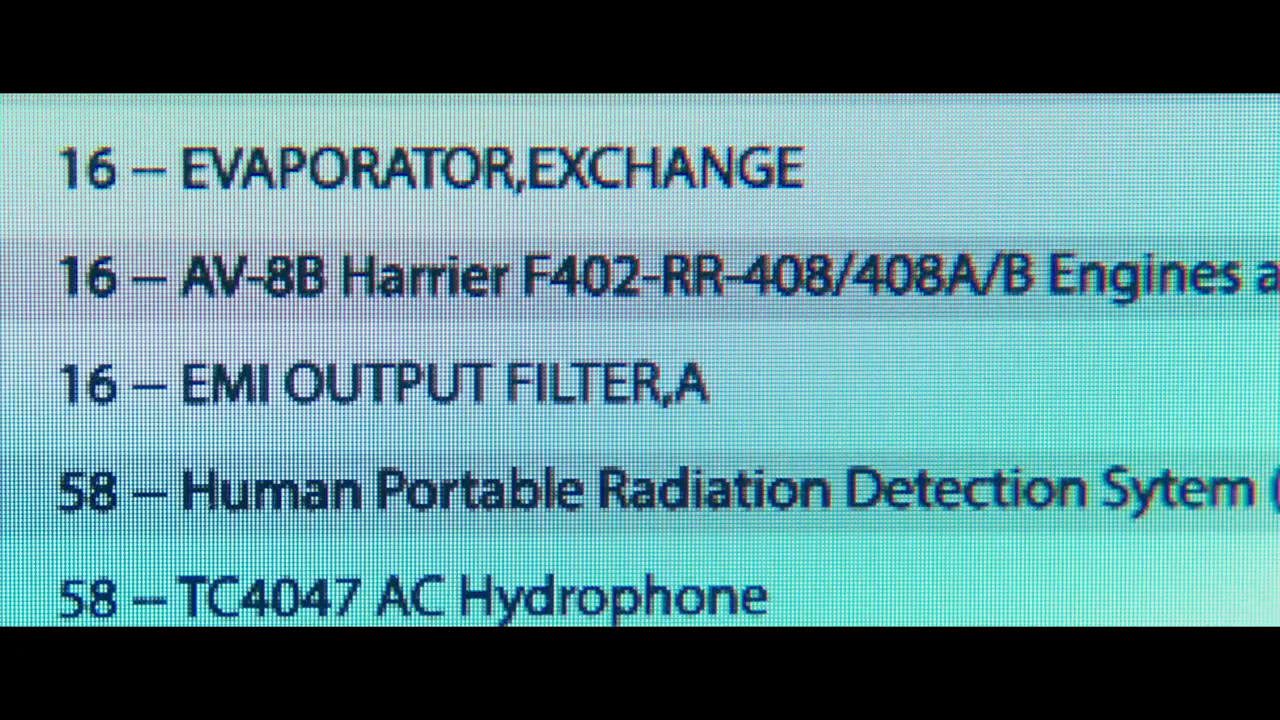 16 – EVAPORATOR,EXCHANGE
16 – AV-8B Harrier F402-RR-408/408A/B Engines a
16 – EMI OUTPUT FILTER,A
58 – Human Portable Radiation Detection Sytem (
58 – TC4047 AC Hydrophone